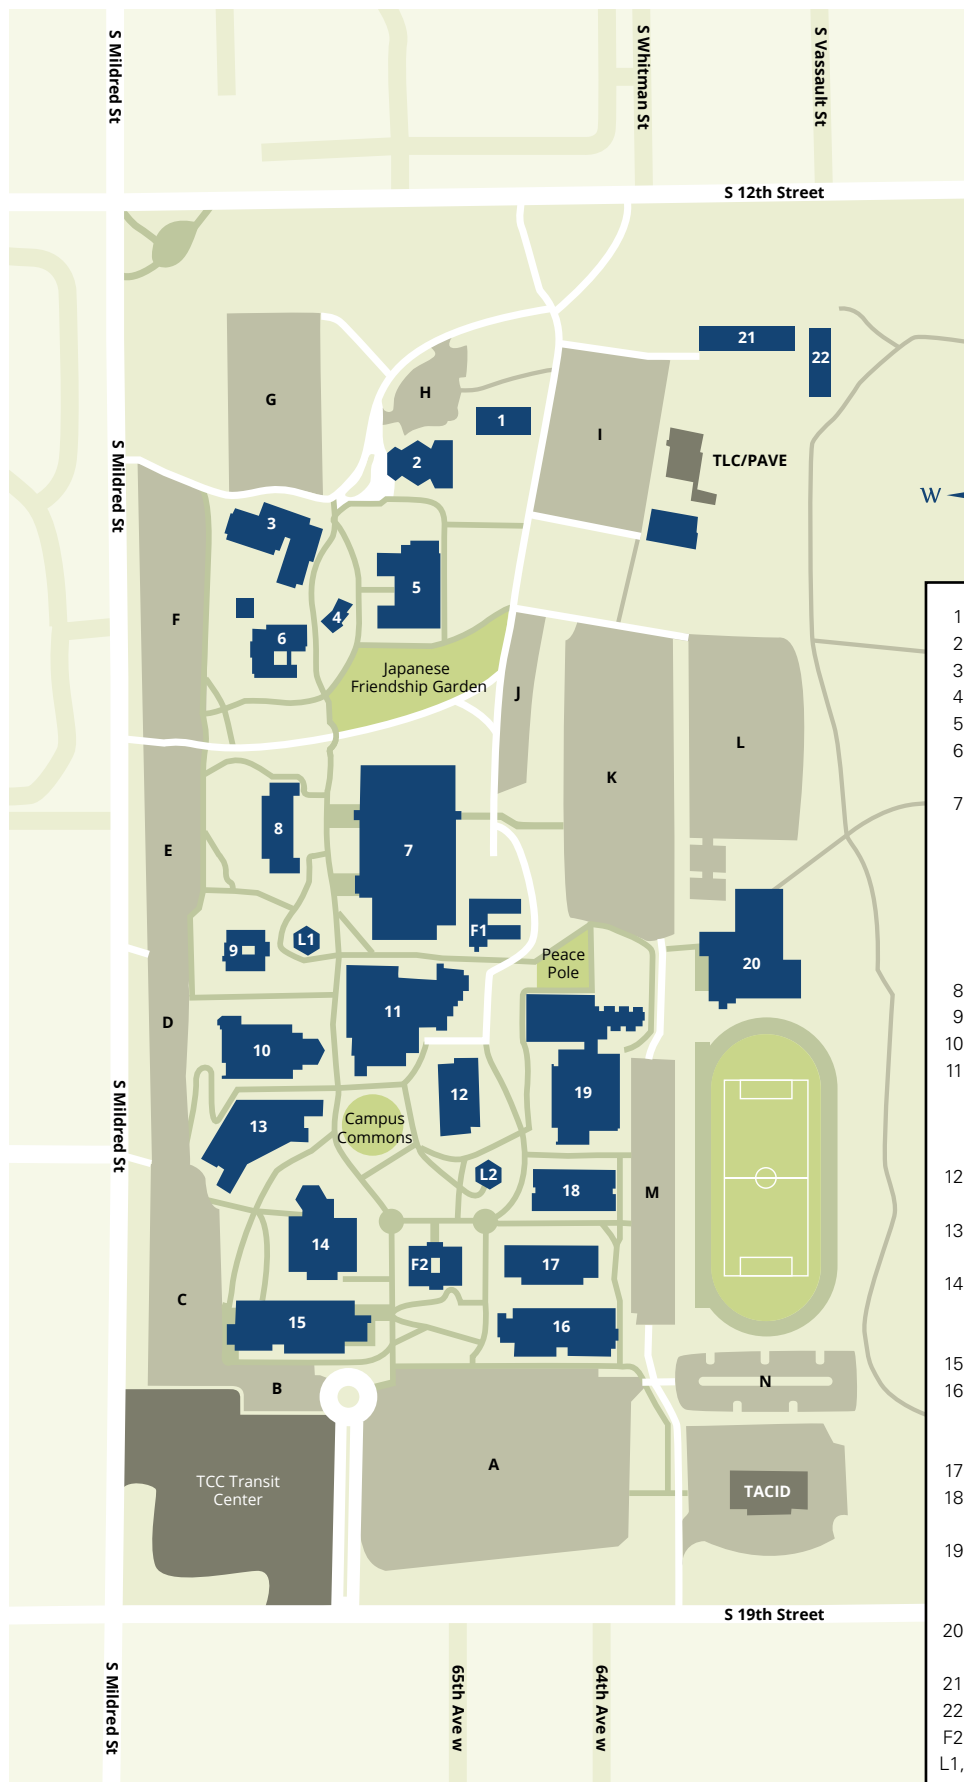 S Mildred St
S Whitman St
S Vassault St
S 12th Street
21
22
G
H
1
I
2
TLC/PAVE
S Mildred St
W
3
5
4
F
6
Japanese
Friendship Garden
J
L
K
8
7
E
F1
L1
9
Peace
Pole
20
11
D
10
19
12
13
Campus
Commons
S Mildred St
L2
18
M
14
F2
17
C
15
16
B
N
A
TCC Transit
Center
TACID
S 19th Street
S Mildred St
65th Ave w
64th Ave w
1
2
3
4
5
6
7
8
9
10
11
12
13
14
15
16
17
18
19
20
21
22
F2
L1,